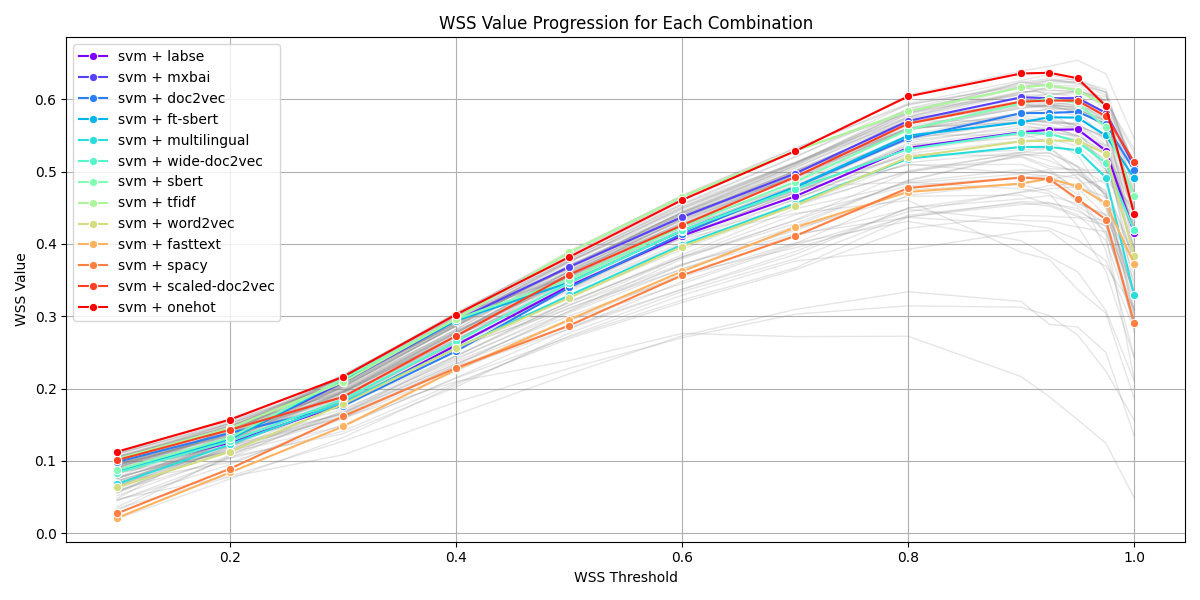 WSS Value Progression for Each Combination
svm + labse
svm + mxbai
svm + doc2vec
svm + ft-sbert
svm + multilingual
svm + wide-doc2vec
svm + sbert
svm + tfidf
svm + word2vec
svm + fasttext
svm + spacy
svm + scaled-doc2vec
svm + onehot
WSS Value
0.6
0.5
0.4
0.3
0.2
0.1
0.0
0.2
0.4
0.6
0.8
1.0
WSS Threshold